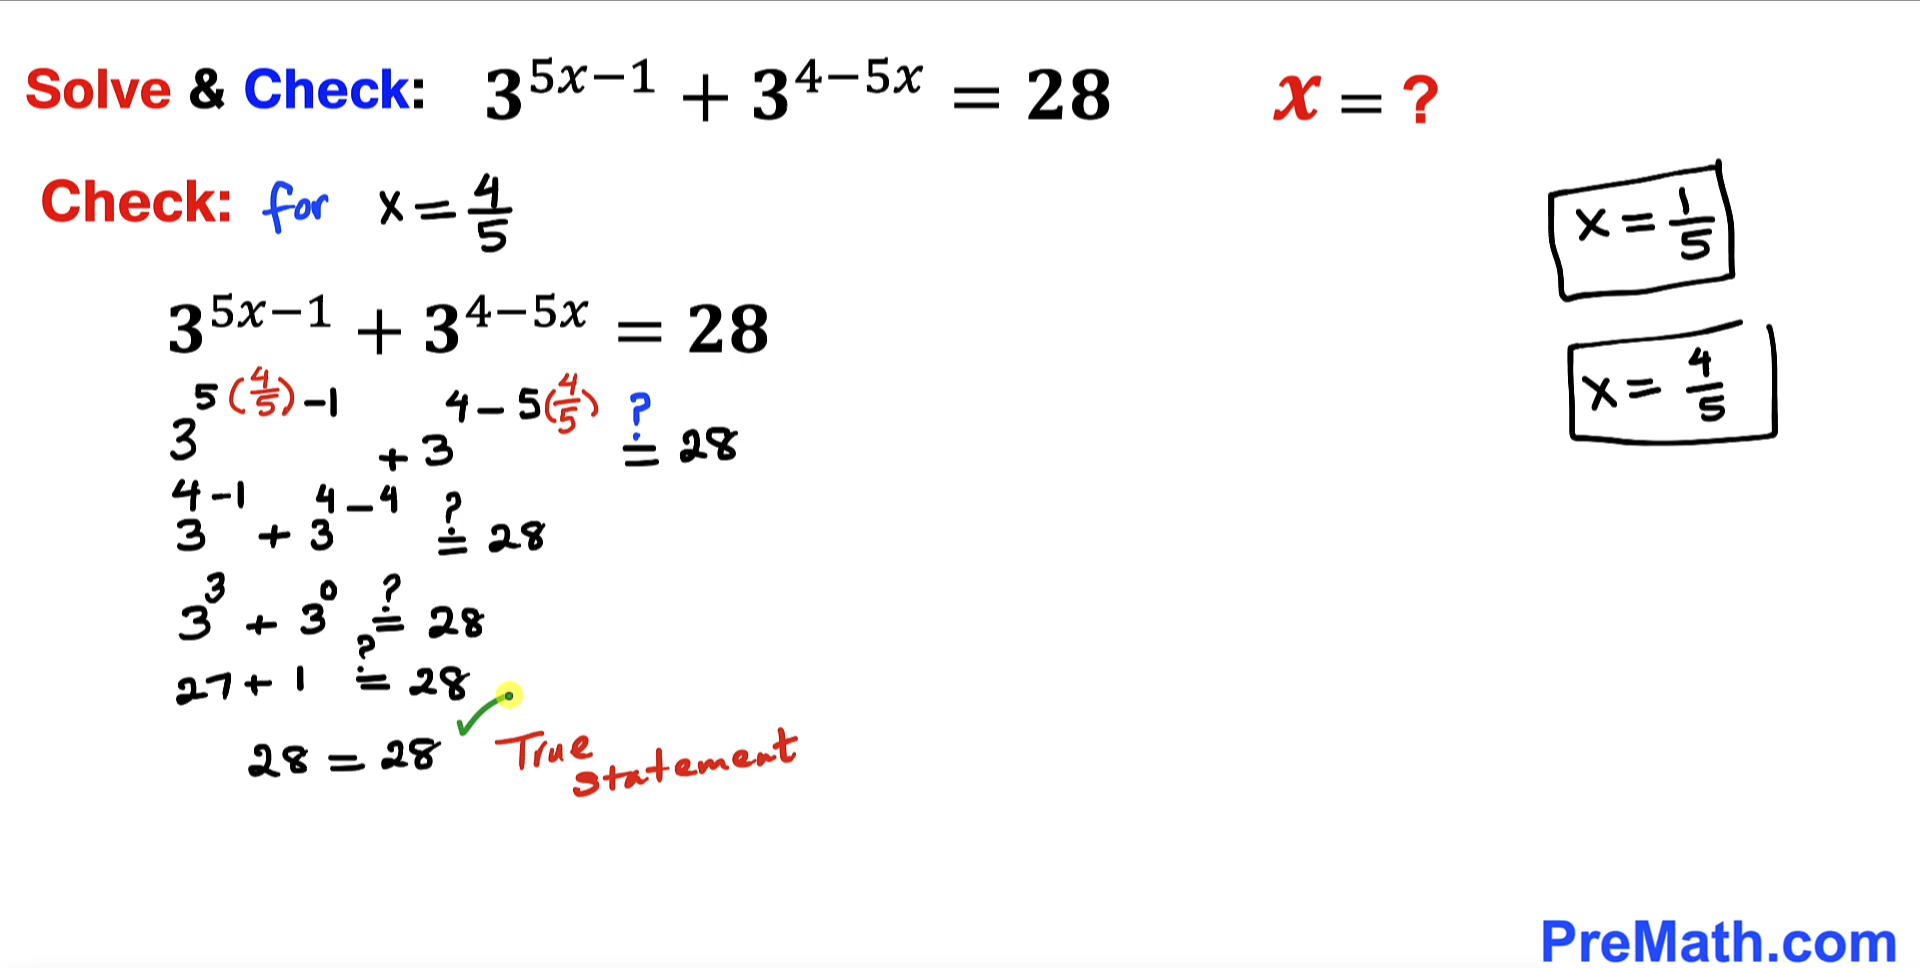 Solve & Check: 3^{5x−1} + 3^{4−5x} = 28 x = ?
Check: for x = 4/5
x = 1/5
3^{5x−1} + 3^{4−5x} = 28
x = 4/5
3^{5(4/5)−1} + 3^{4−5(4/5)} ?= 28
3^{4−1} + 3^{4−4} ?= 28
3^3 + 3^0 ?= 28
27 + 1 ?= 28
28 = 28 ✓ True statement
PreMath.com